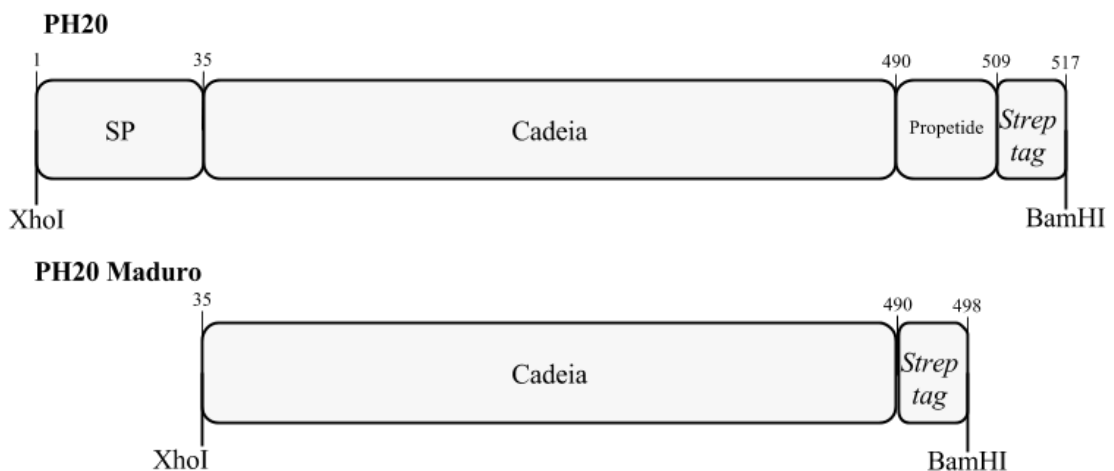 PH20
1 35 490 509 517
SP Cadeia Propetide Strep
tag
XhoI BamHI
PH20 Maduro
35 490 498
Cadeia Strep
tag
XhoI BamHI